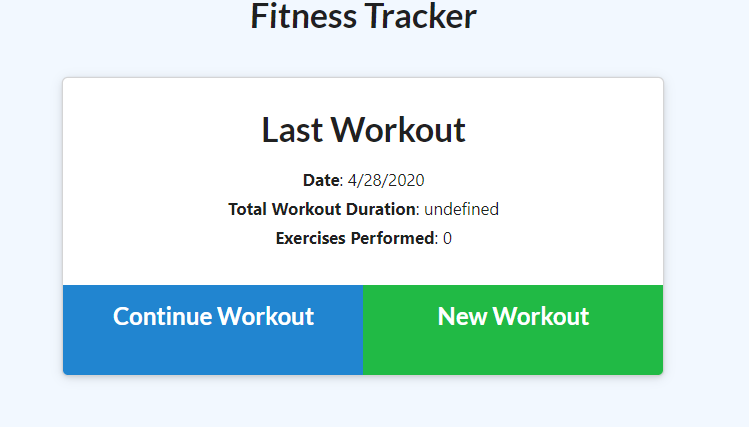 Fitness Tracker
Last Workout
Date: 4/28/2020
Total Workout Duration: undefined
Exercises Performed: 0
Continue Workout
New Workout